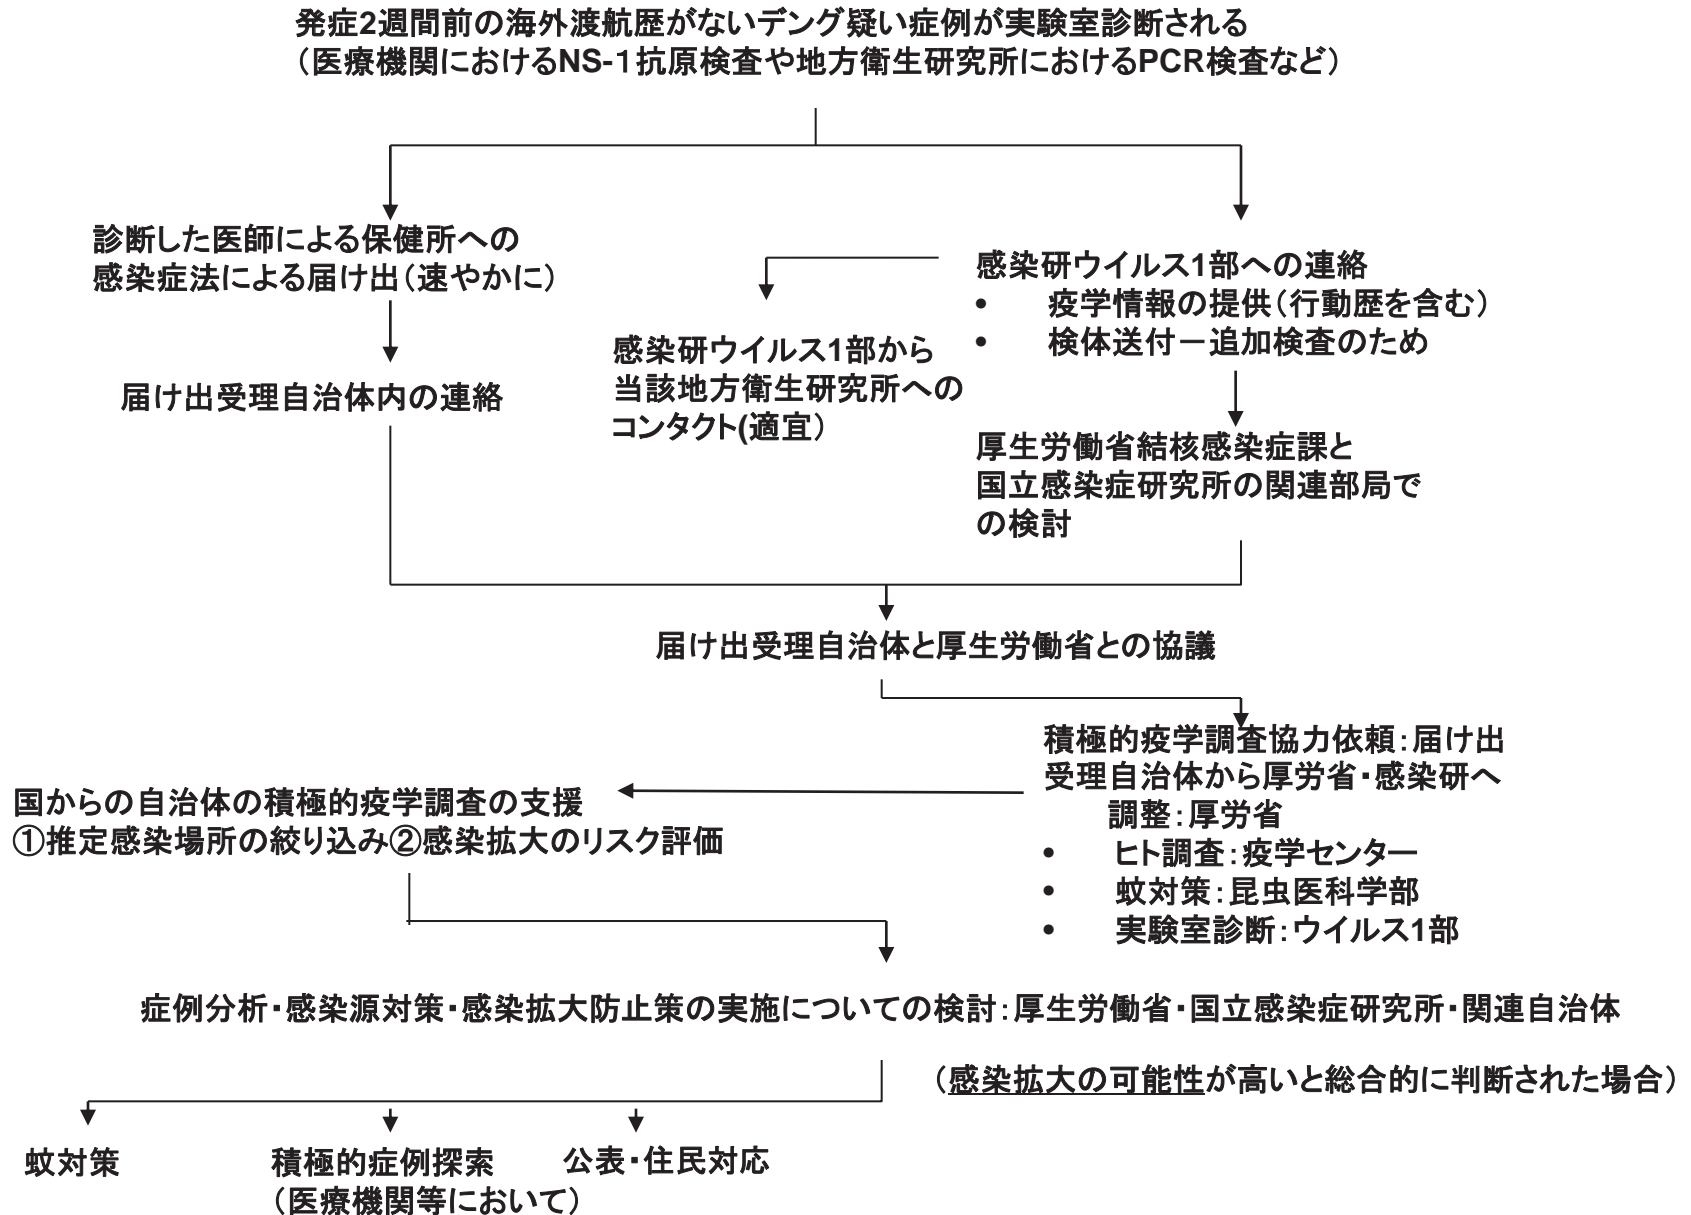 発症2週間前の海外渡航歴がないデング疑い症例が実験室診断される
（医療機関におけるNS-1抗原検査や地方衛生研究所におけるPCR検査など）
診断した医師による保健所への
感染症法による届け出（速やかに）
届け出受理自治体内の連絡
感染研ウイルス1部から
当該地方衛生研究所への
コンタクト(適宜）
感染研ウイルス1部への連絡
• 疫学情報の提供（行動歴を含む）
• 検体送付－追加検査のため
厚生労働省結核感染症課と
国立感染症研究所の関連部局で
の検討
届け出受理自治体と厚生労働省との協議
積極的疫学調査協力依頼：届け出
受理自治体から厚労省・感染研へ
調整：厚労省
• ヒト調査：疫学センター
• 蚊対策：昆虫医科学部
• 実験室診断：ウイルス1部
国からの自治体の積極的疫学調査の支援
①推定感染場所の絞り込み②感染拡大のリスク評価
症例分析・感染源対策・感染拡大防止策の実施についての検討：厚生労働省・国立感染症研究所・関連自治体
（感染拡大の可能性が高いと総合的に判断された場合）
蚊対策
積極的症例探索
（医療機関等において）
公表・住民対応